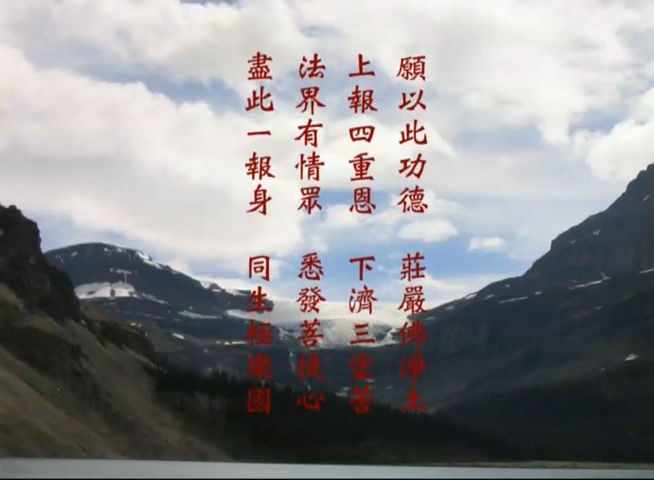 願以此功德 莊嚴佛淨土
上報四重恩 下濟三塗苦
法界有情眾 悉發菩提心
盡此一報身 同生極樂國